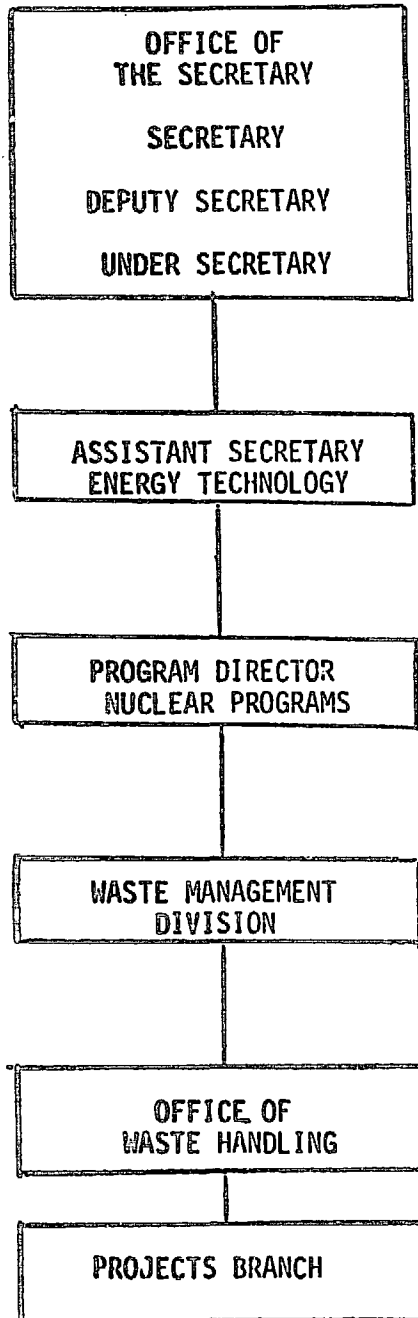 OFFICE OF
THE SECRETARY
SECRETARY
DEPUTY SECRETARY
UNDER SECRETARY
ASSISTANT SECRETARY
ENERGY TECHNOLOGY
PROGRAM DIRECTOR
NUCLEAR PROGRAMS
WASTE MANAGEMENT
DIVISION
OFFICE OF
WASTE HANDLING
PROJECTS BRANCH